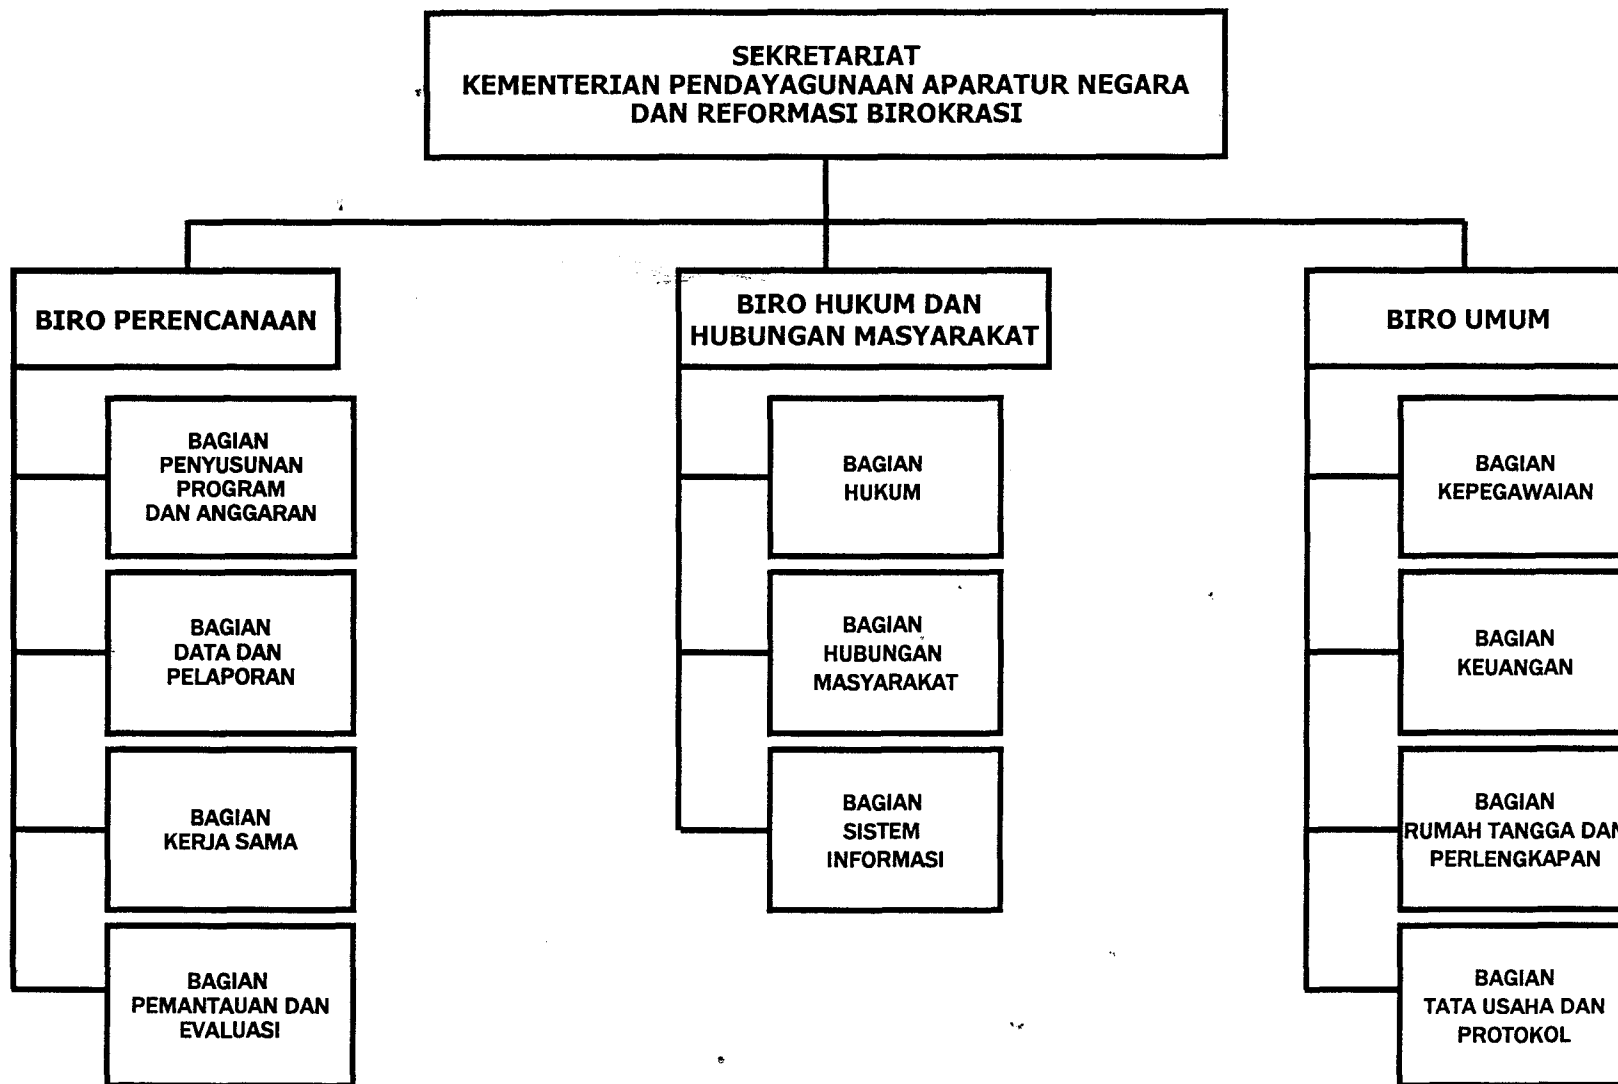 SEKRETARIAT
KEMENTERIAN PENDAYAGUNAAN APARATUR NEGARA
DAN REFORMASI BIROKRASI
BIRO PERENCANAAN
BAGIAN
PENYUSUNAN
PROGRAM
DAN ANGGARAN
BAGIAN
DATA DAN
PELAPORAN
BAGIAN
KERJA SAMA
BAGIAN
PEMANTAUAN DAN
EVALUASI
BIRO HUKUM DAN
HUBUNGAN MASYARAKAT
BAGIAN
HUKUM
BAGIAN
HUBUNGAN
MASYARAKAT
BAGIAN
SISTEM
INFORMASI
BIRO UMUM
BAGIAN
KEPEGAWAIAN
BAGIAN
KEUANGAN
BAGIAN
RUMAH TANGGA DAN
PERLENGKAPAN
BAGIAN
TATA USAHA DAN
PROTOKOL